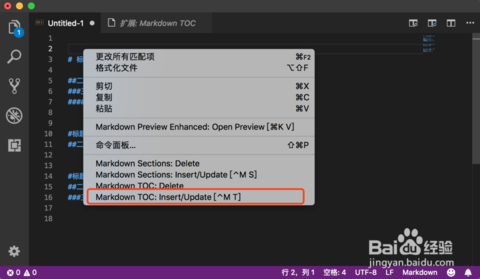 Untitled-1
扩展: Markdown TOC
1
1
2
3
# 标
更改所有匹配项 ⌘F2
4
格式化文件 ⌥⇧F
5
##二
6
剪切 ⌘X
7
复制 ⌘C
8
粘贴 ⌘V
9
10
Markdown Preview Enhanced: Open Preview [⌘K V]
11
#标题
12
##二
命令面板... ⇧⌘P
13
Markdown Sections: Delete
14
Markdown Sections: Insert/Update [^M S]
15
#标题
16
##二
Markdown TOC: Delete
17
Markdown TOC: Insert/Update [^M T]
18
Baidu 经验
jingyan.baidu.com
0 0 行 2，列 1 空格: 4 UTF-8 LF Markdown